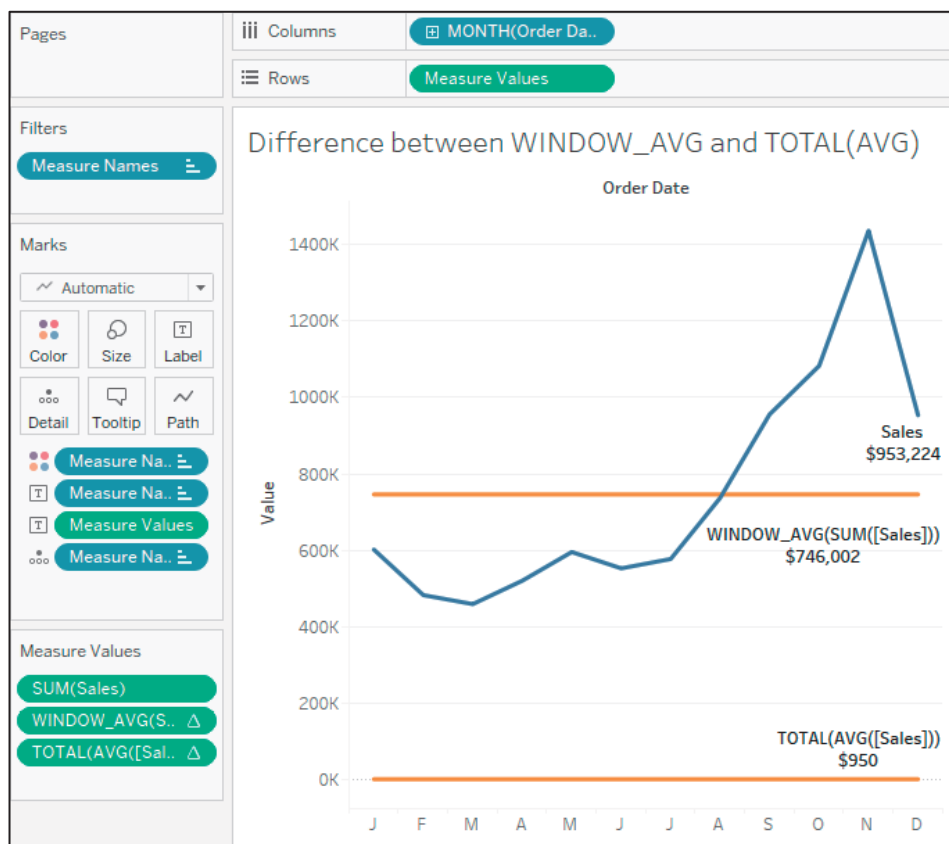 Pages
Columns
MONTH(Order Da..
Rows
Measure Values
Filters
Measure Names
Marks
Automatic
Color
Size
Label
Detail
Tooltip
Path
Measure Na..
T
Measure Na..
T
Measure Values
Measure Na..
Measure Values
SUM(Sales)
WINDOW_AVG(S..
TOTAL(AVG([Sal..
Difference between WINDOW_AVG and TOTAL(AVG)
Order Date
Value
1400K
1200K
1000K
800K
600K
400K
200K
0K
Sales
$953,224
WINDOW_AVG(SUM([Sales]))
$746,002
TOTAL(AVG([Sales]))
$950
J F M A M J J A S O N D